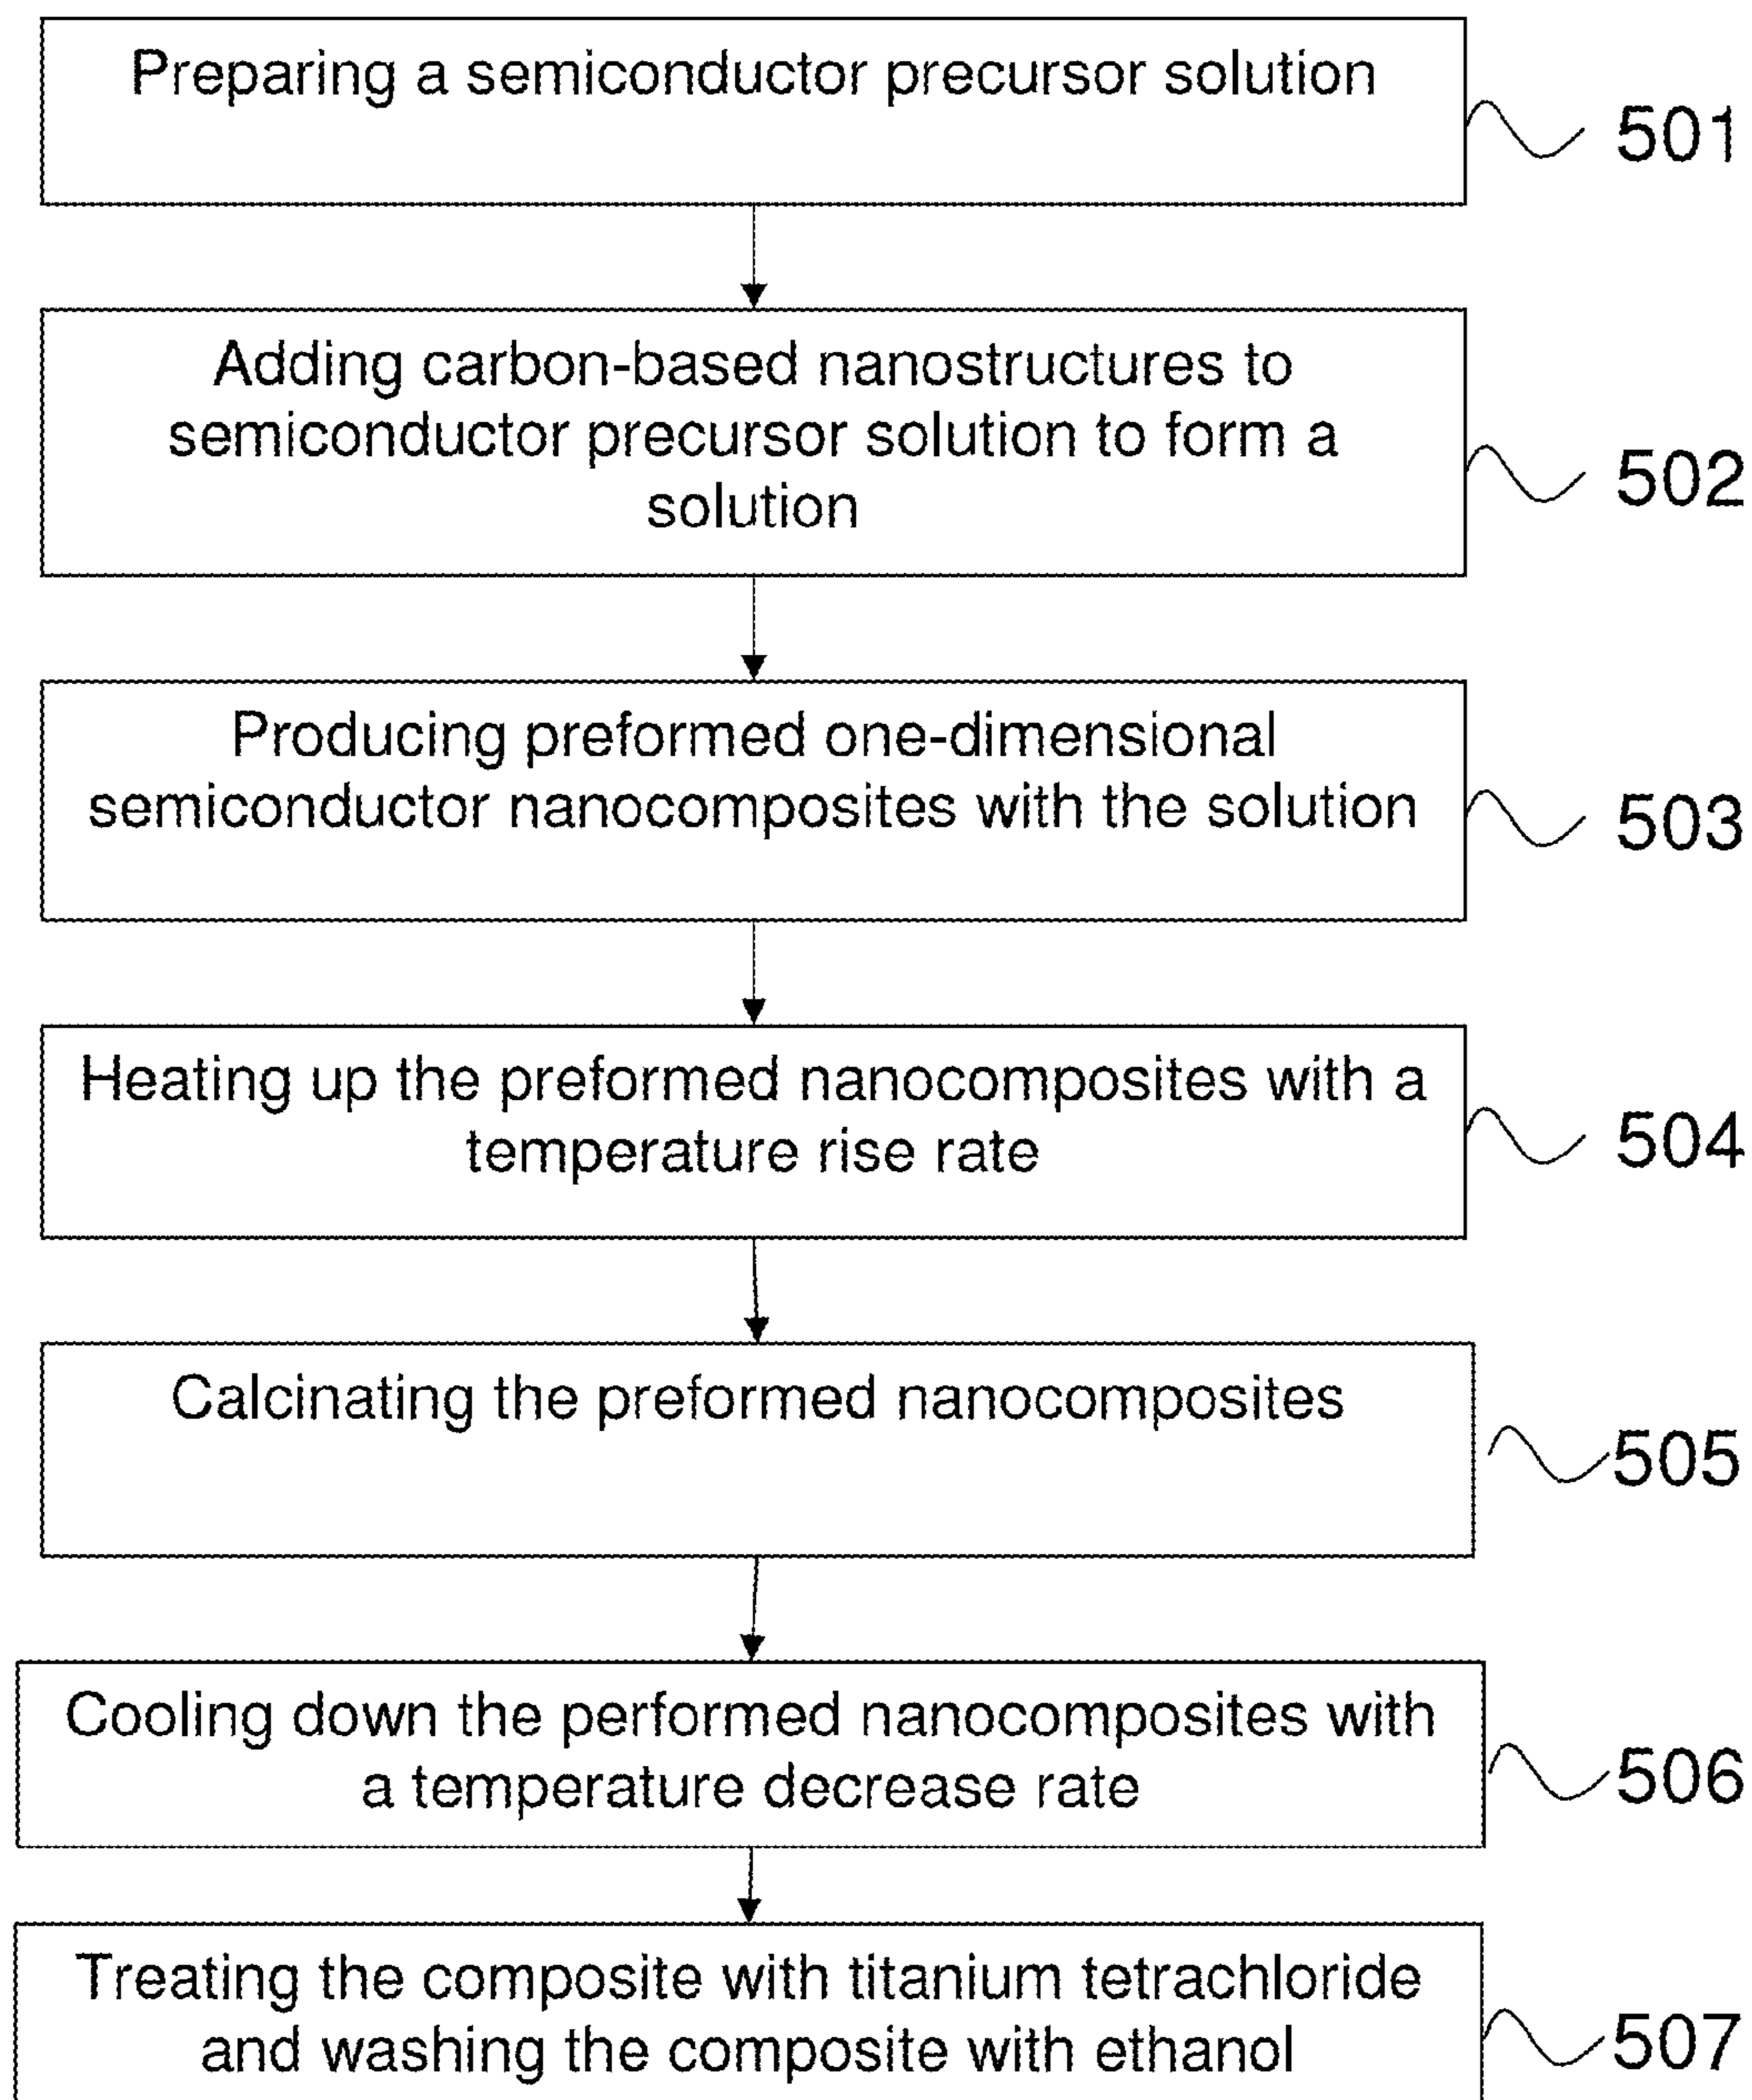 Preparing a semiconductor precursor solution
501
Adding carbon-based nanostructures to
semiconductor precursor solution to form a
solution
502
Producing preformed one-dimensional
semiconductor nanocomposites with the solution
503
Heating up the preformed nanocomposites with a
temperature rise rate
504
Calcinating the preformed nanocomposites
505
Cooling down the performed nanocomposites with
a temperature decrease rate
506
Treating the composite with titanium tetrachloride
and washing the composite with ethanol
507